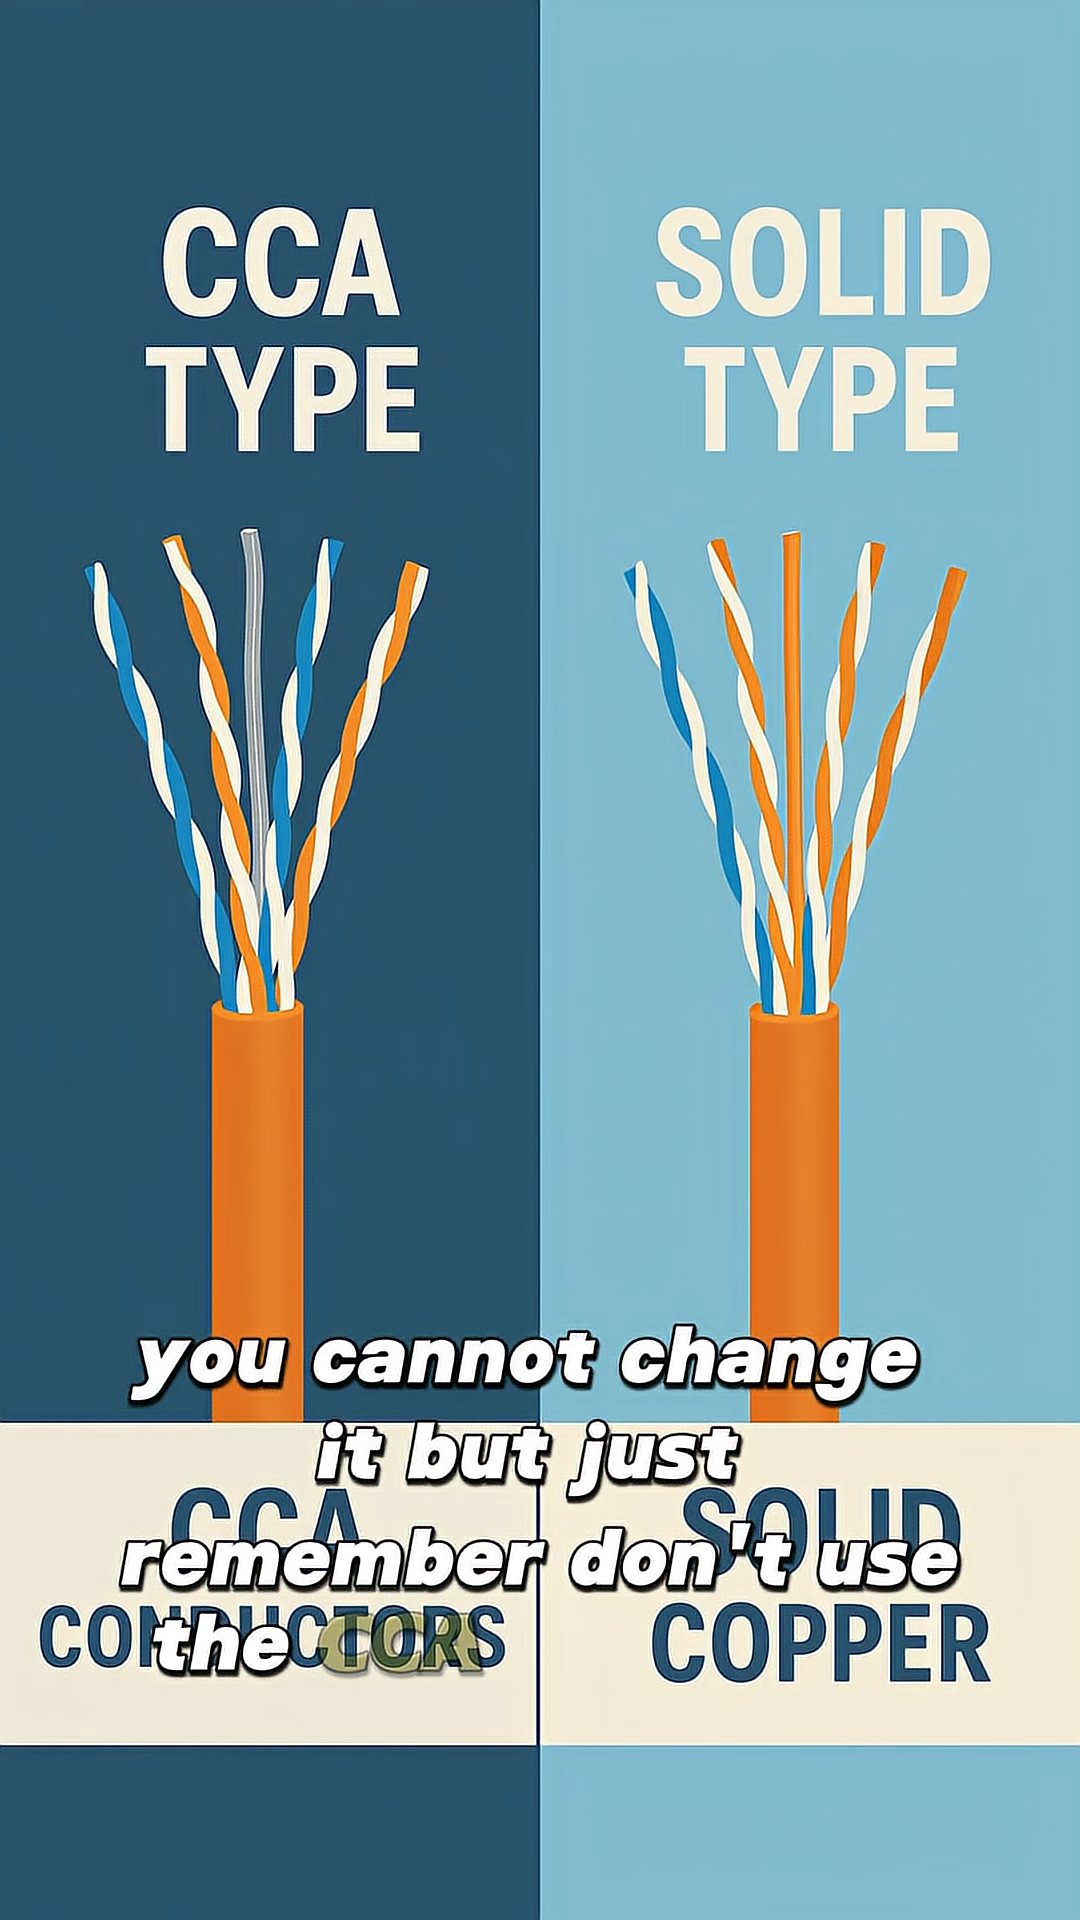 CCA
TYPE
SOLID
TYPE
you cannot change
it but just
remember don't use
the CCA
CCA
CONDUCTORS
SOLID
COPPER